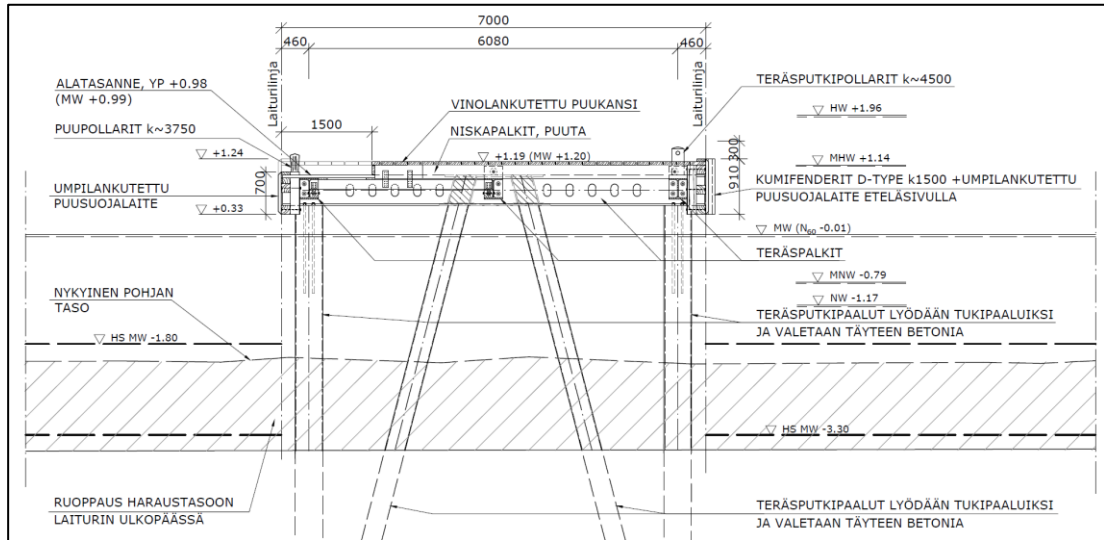 7000
460
6080
460
Laiturilinja
Laiturilinja
ALATASANNE, YP +0.98
(MW +0.99)
1500
PUUPOLLARIT k~3750
VINOLANKUTETTU PUUKANSI
NISKAPALKIT, PUUTA
TERÄSPUTKIPOLLARIT k~4500
HW +1.96
+1.24
+1.19 (MW +1.20)
300
MHW +1.14
700
910
UMPILANKUTETTU
PUUSUOJALAITE
KUMIFENDERIT D-TYPE k1500 +UMPILANKUTETTU
PUUSUOJALAITE ETELÄSIVULLA
+0.33
MW (N60 -0.01)
TERÄSPALKIT
MNW -0.79
NYKYINEN POHJAN
TASO
NW -1.17
TERÄSPUTKIPAALUT LYÖDÄÄN TUKIPAALUIKSI
JA VALETAAN TÄYTEEN BETONIA
HS MW -1.80
HS MW -3.30
RUOPPAUS HARAUSTASOON
LAITURIN ULKOPÄÄSSÄ
TERÄSPUTKIPAALUT LYÖDÄÄN TUKIPAALUIKSI
JA VALETAAN TÄYTEEN BETONIA